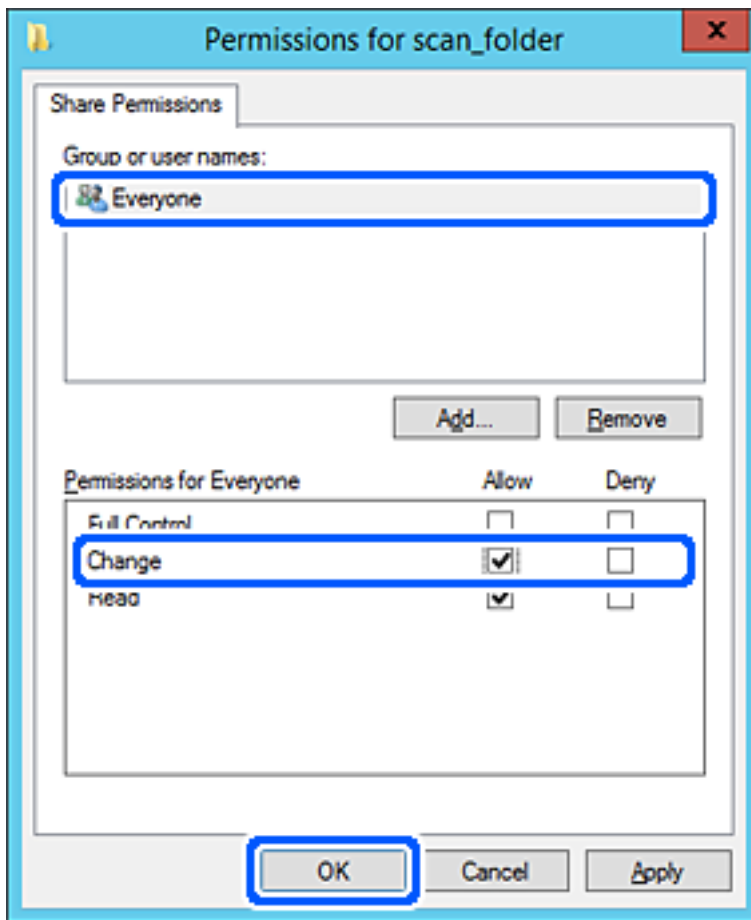 Permissions for scan_folder
x
Share Permissions
Group or user names:
Everyone
Add... Remove
Permissions for Everyone Allow Deny
Full Control
Change
Read
OK Cancel Apply